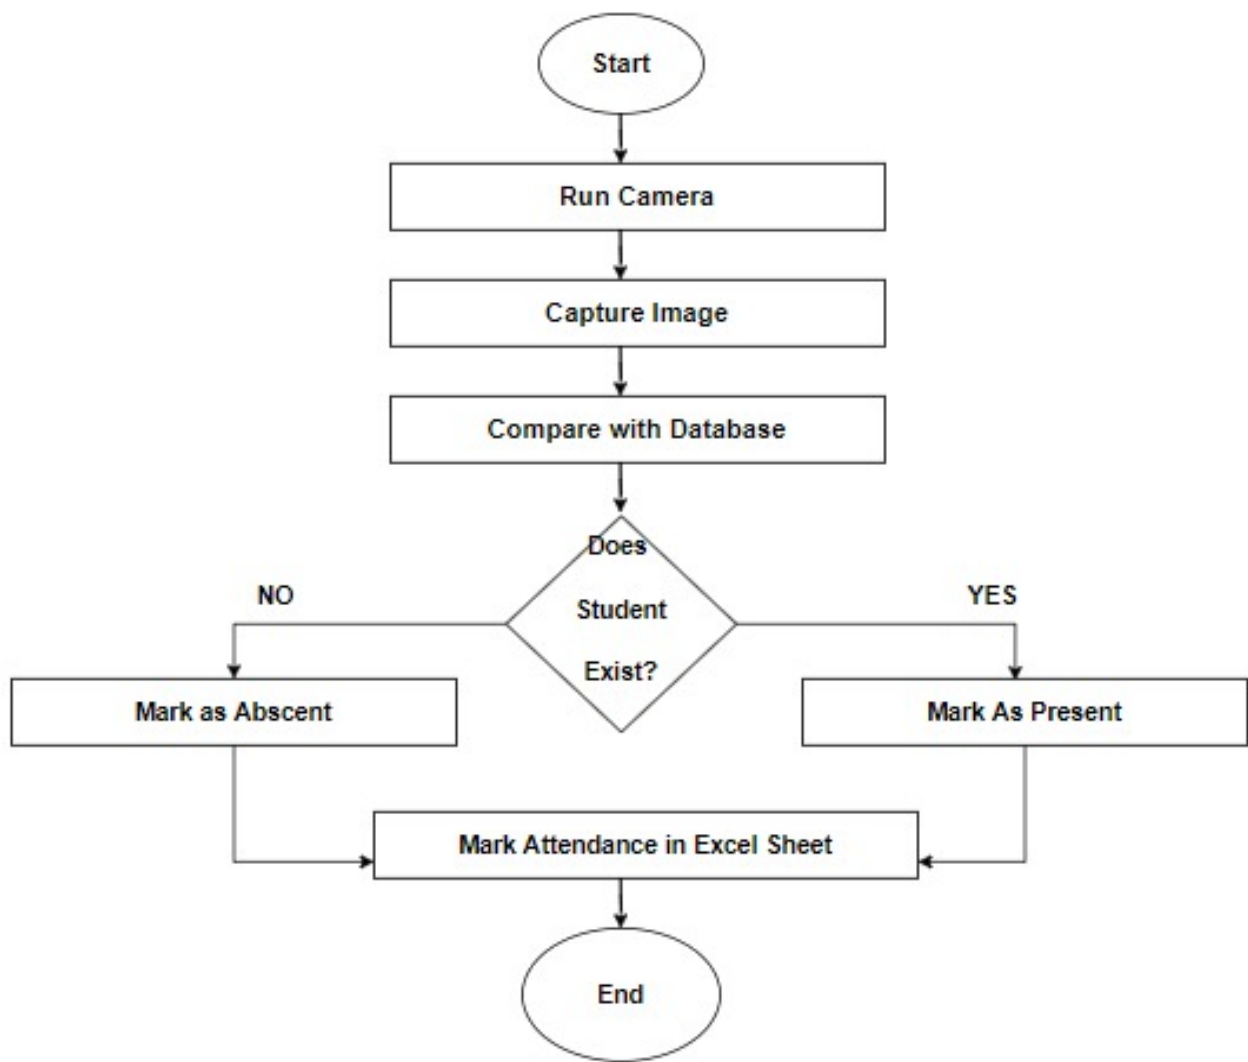 Start
Run Camera
Capture Image
Compare with Database
Does
Student
Exist?
NO
YES
Mark as Abscent
Mark As Present
Mark Attendance in Excel Sheet
End